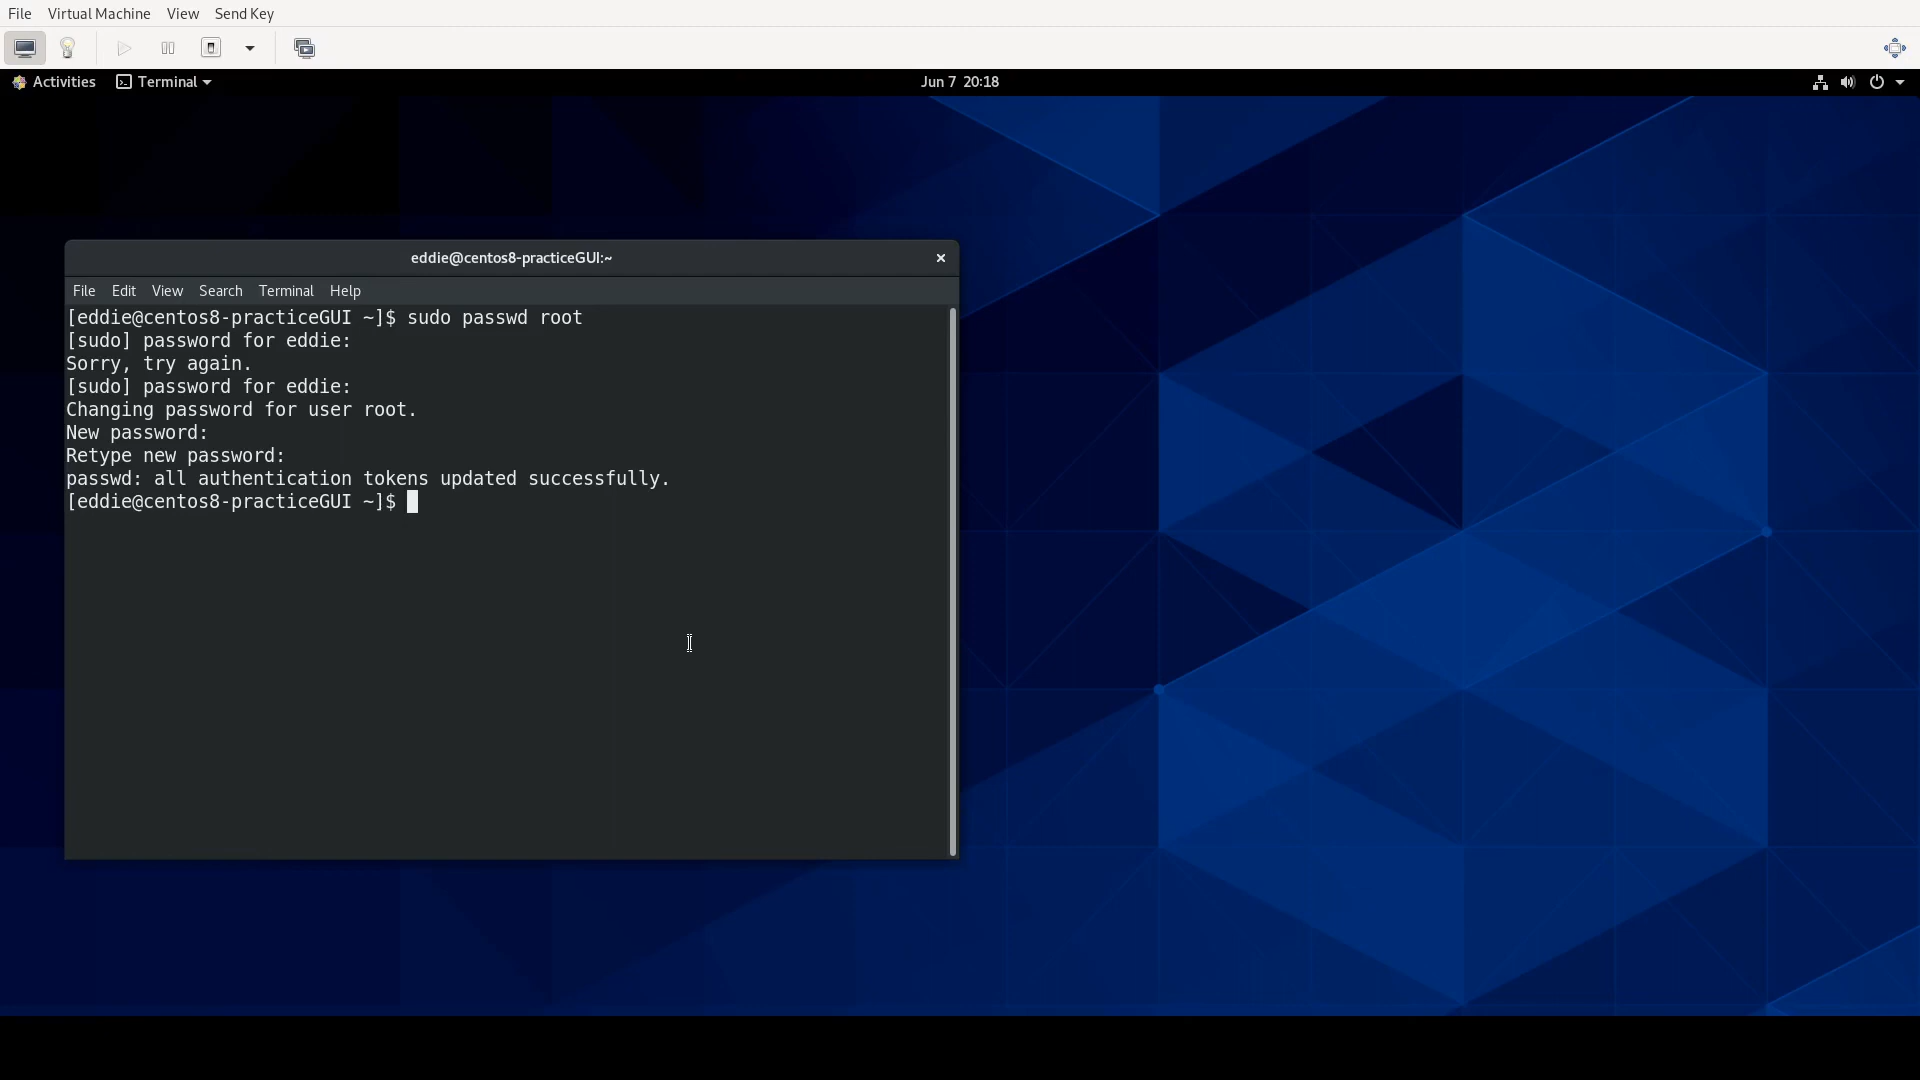 File Virtual Machine View Send Key
Activities Terminal Jun 7 20:18
eddie@centos8-practiceGUI:~
File Edit View Search Terminal Help
[eddie@centos8-practiceGUI ~]$ sudo passwd root
[sudo] password for eddie:
Sorry, try again.
[sudo] password for eddie:
Changing password for user root.
New password:
Retype new password:
passwd: all authentication tokens updated successfully.
[eddie@centos8-practiceGUI ~]$